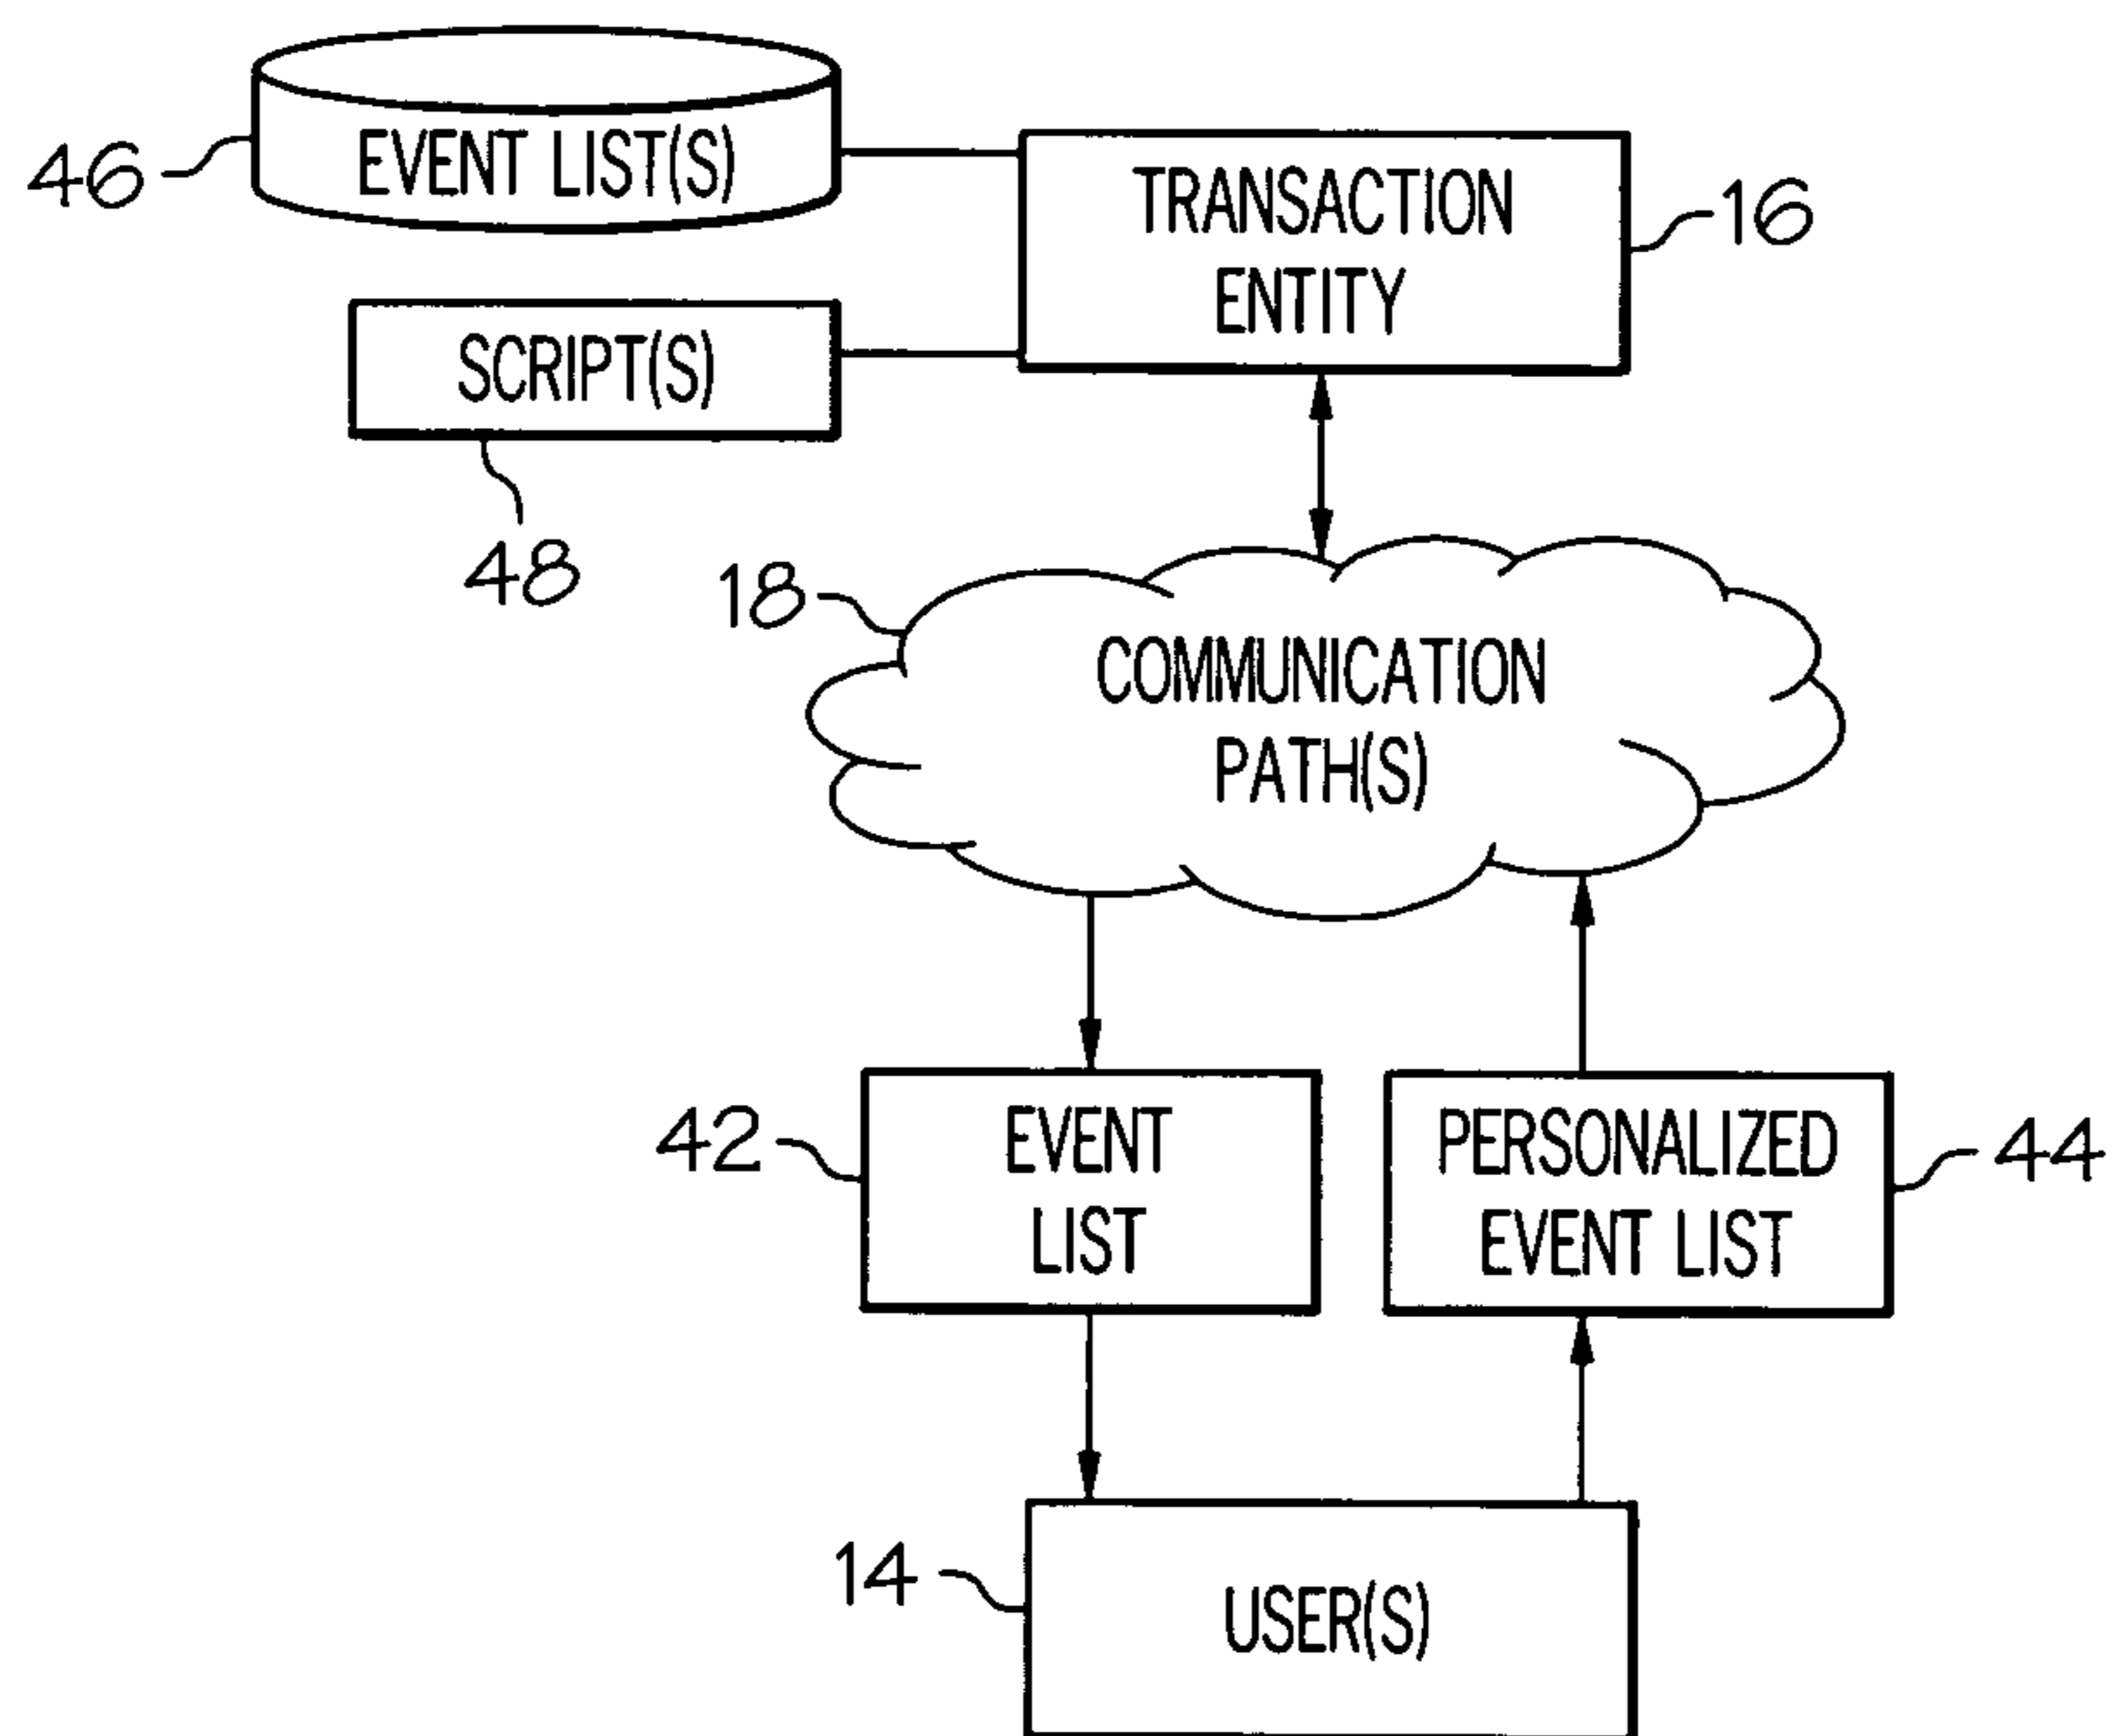 46
EVENT LIST(S)
TRANSACTION
ENTITY
16
SCRIPT(S)
48
18
COMMUNICATION
PATH(S)
42
EVENT
LIST
PERSONALIZED
EVENT LIST
44
14
USER(S)